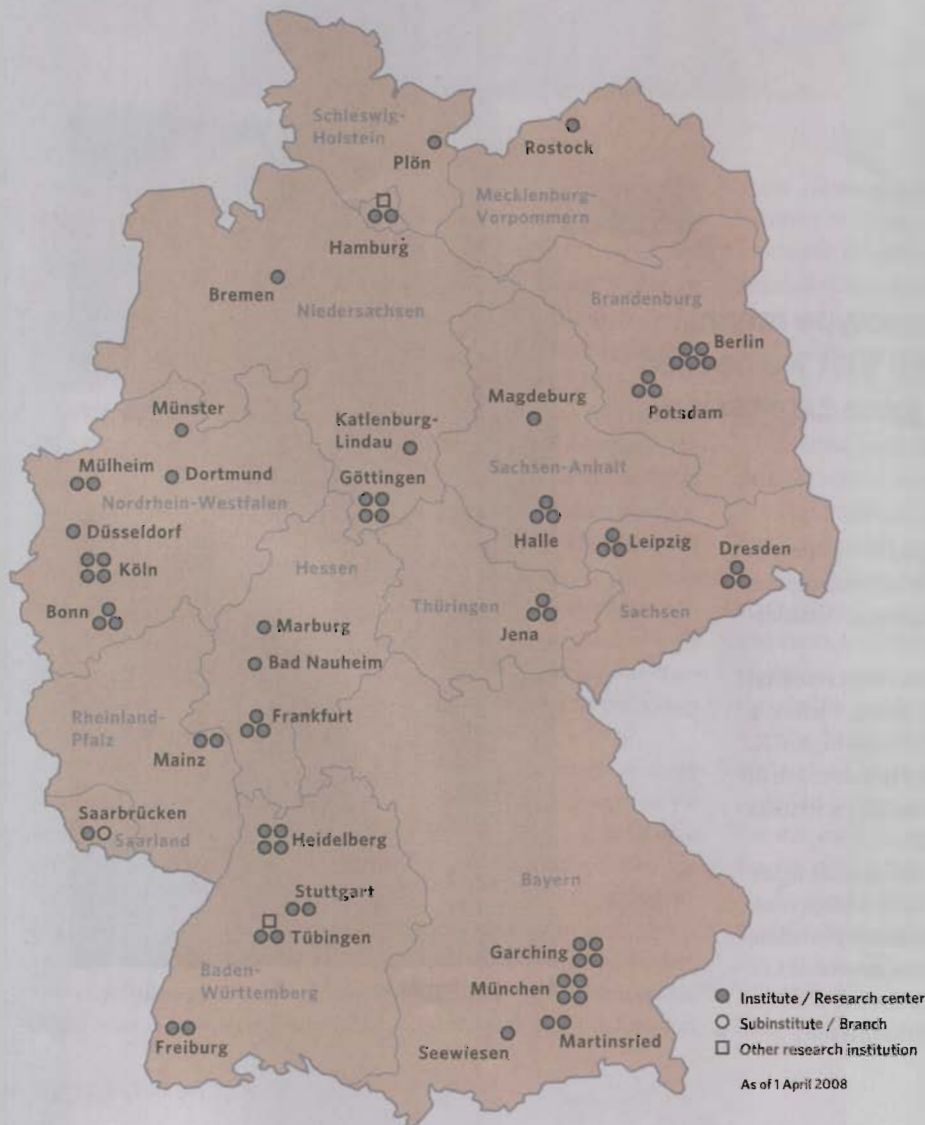 Schleswig-
Holstein
Plön
Rostock
Mecklenburg-
Vorpommern
Hamburg
Bremen
Niedersachsen
Brandenburg
Berlin
Potsdam
Magdeburg
Münster
Katlenburg-
Lindau
Sachsen-Anhalt
Mülheim
Dortmund
Göttingen
Nordrhein-Westfalen
Düsseldorf
Halle
Leipzig
Dresden
Köln
Hessen
Thüringen
Sachsen
Bonn
Jena
Marburg
Bad Nauheim
Rheinland-
Pfalz
Frankfurt
Mainz
Saarbrücken
Saarland
Heidelberg
Bayern
Stuttgart
Tübingen
Baden-
Württemberg
Garching
München
Martinsried
Seewiesen
Freiburg
Institute / Research center
Subinstitute / Branch
Other research institution
As of 1 April 2008